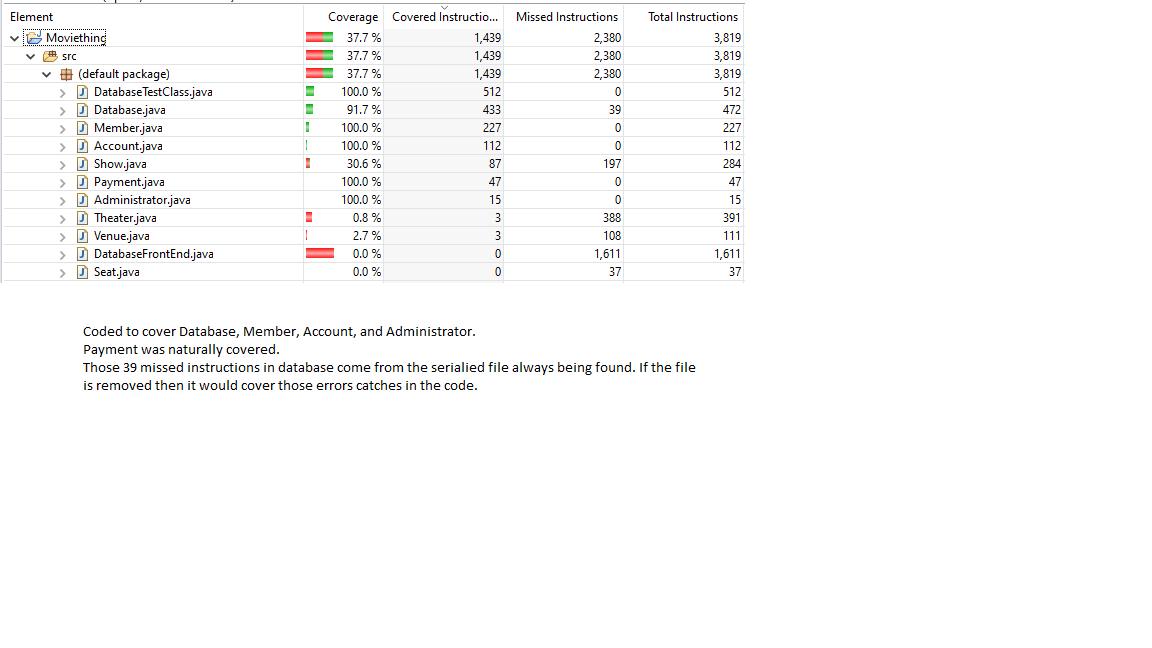 Element Coverage Covered Instructio... Missed Instructions Total Instructions
Moviething 37.7 % 1,439 2,380 3,819
src 37.7 % 1,439 2,380 3,819
(default package) 37.7 % 1,439 2,380 3,819
DatabaseTestClass.java 100.0 % 512 0 512
Database.java 91.7 % 433 39 472
Member.java 100.0 % 227 0 227
Account.java 100.0 % 112 0 112
Show.java 30.6 % 87 197 284
Payment.java 100.0 % 47 0 47
Administrator.java 100.0 % 15 0 15
Theater.java 0.8 % 3 388 391
Venue.java 2.7 % 3 108 111
DatabaseFrontEnd.java 0.0 % 0 1,611 1,611
Seat.java 0.0 % 0 37 37
Coded to cover Database, Member, Account, and Administrator.
Payment was naturally covered.
Those 39 missed instructions in database come from the serialied file always being found. If the file
is removed then it would cover those errors catches in the code.